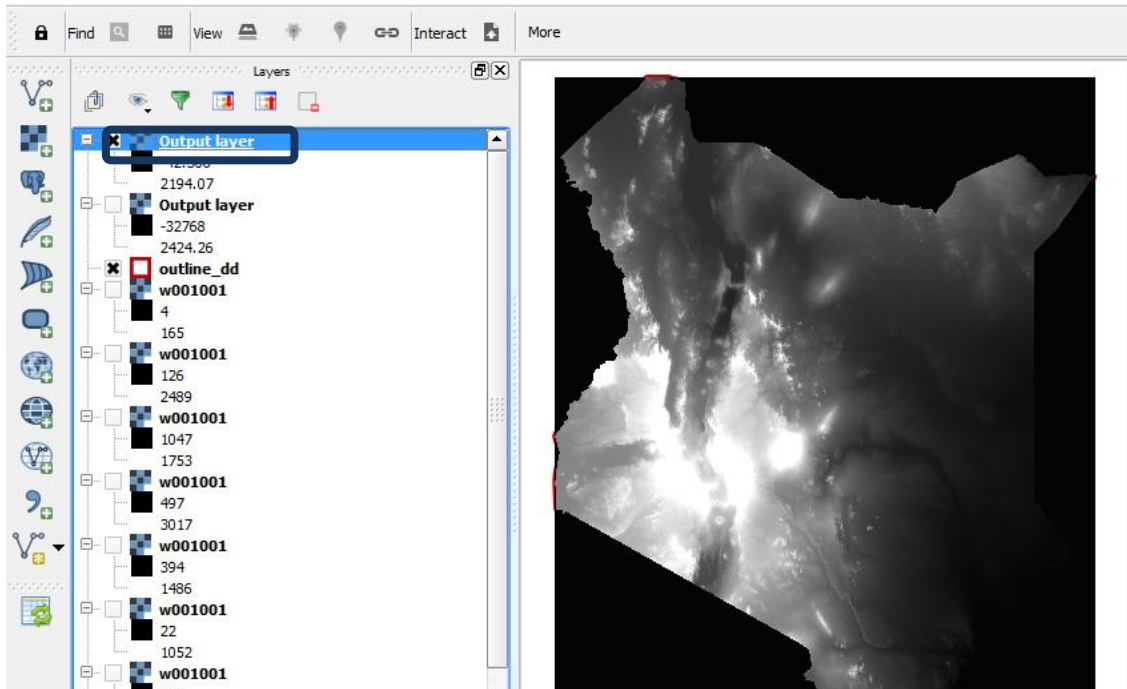 Find View Interact More
Layers
Output layer
2194.07
Output layer
-32768
2424.26
outline_dd
w001001
4
165
w001001
126
2489
w001001
1047
1753
w001001
497
3017
w001001
394
1486
w001001
22
1052
w001001